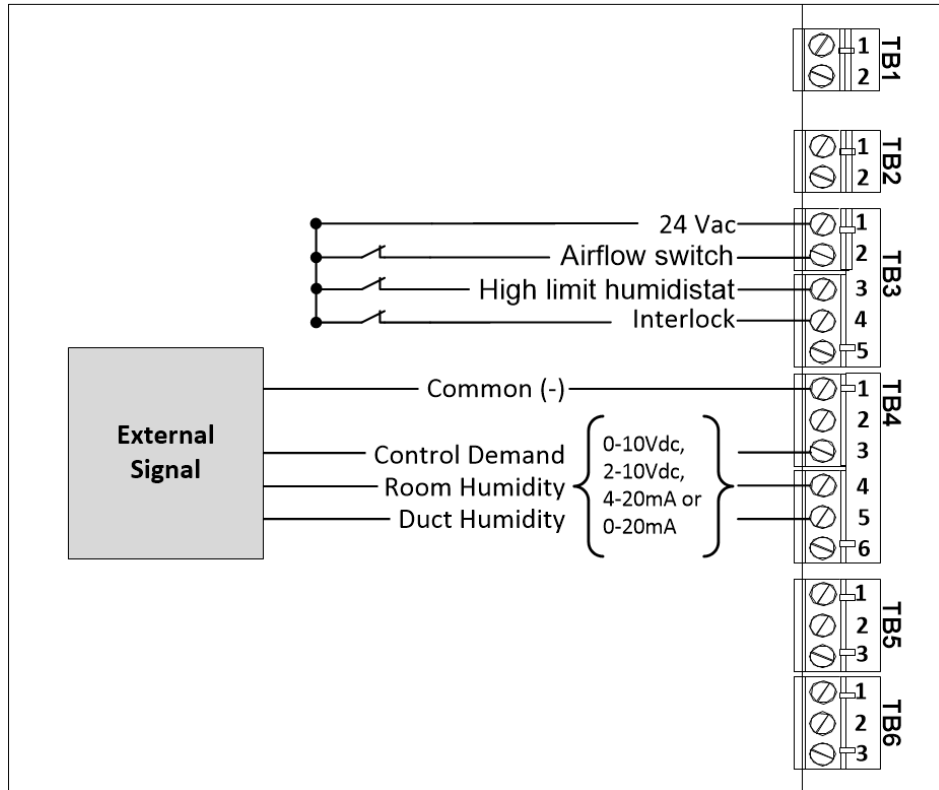 1
2
TB1
1
2
TB2
24 Vac
1
Airflow switch
2
High limit humidistat
3
Interlock
4
5
TB3
External
Signal
Common (-)
1
2
Control Demand
3
Room Humidity
4
Duct Humidity
5
6
TB4
0-10Vdc,
2-10Vdc,
4-20mA or
0-20mA
1
2
3
TB5
1
2
3
TB6